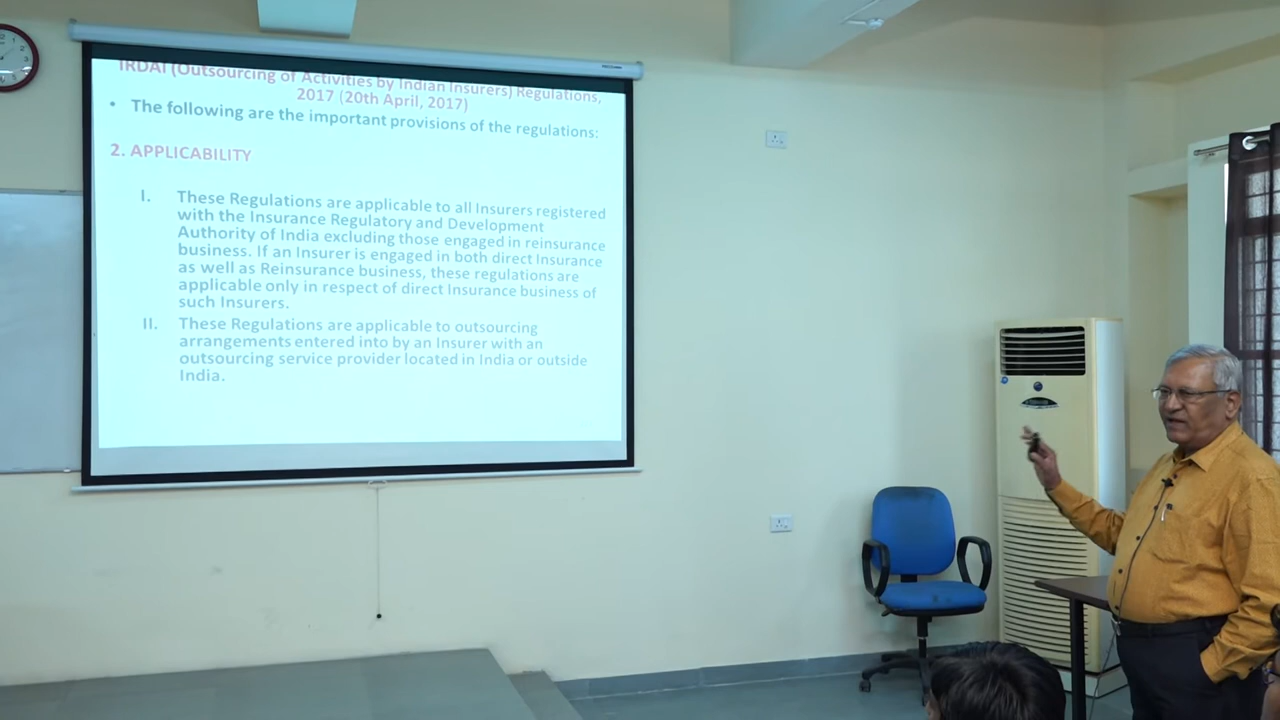 IRDAI (Outsourcing of Activities by Indian Insurers) Regulations,
2017 (20th April, 2017)
• The following are the important provisions of the regulations:
2. APPLICABILITY
I. These Regulations are applicable to all Insurers registered
with the Insurance Regulatory and Development
Authority of India excluding those engaged in reinsurance
business. If an Insurer is engaged in both direct Insurance
as well as Reinsurance business, these regulations are
applicable only in respect of direct Insurance business of
such Insurers.
II. These Regulations are applicable to outsourcing
arrangements entered into by an Insurer with an
outsourcing service provider located in India or outside
India.